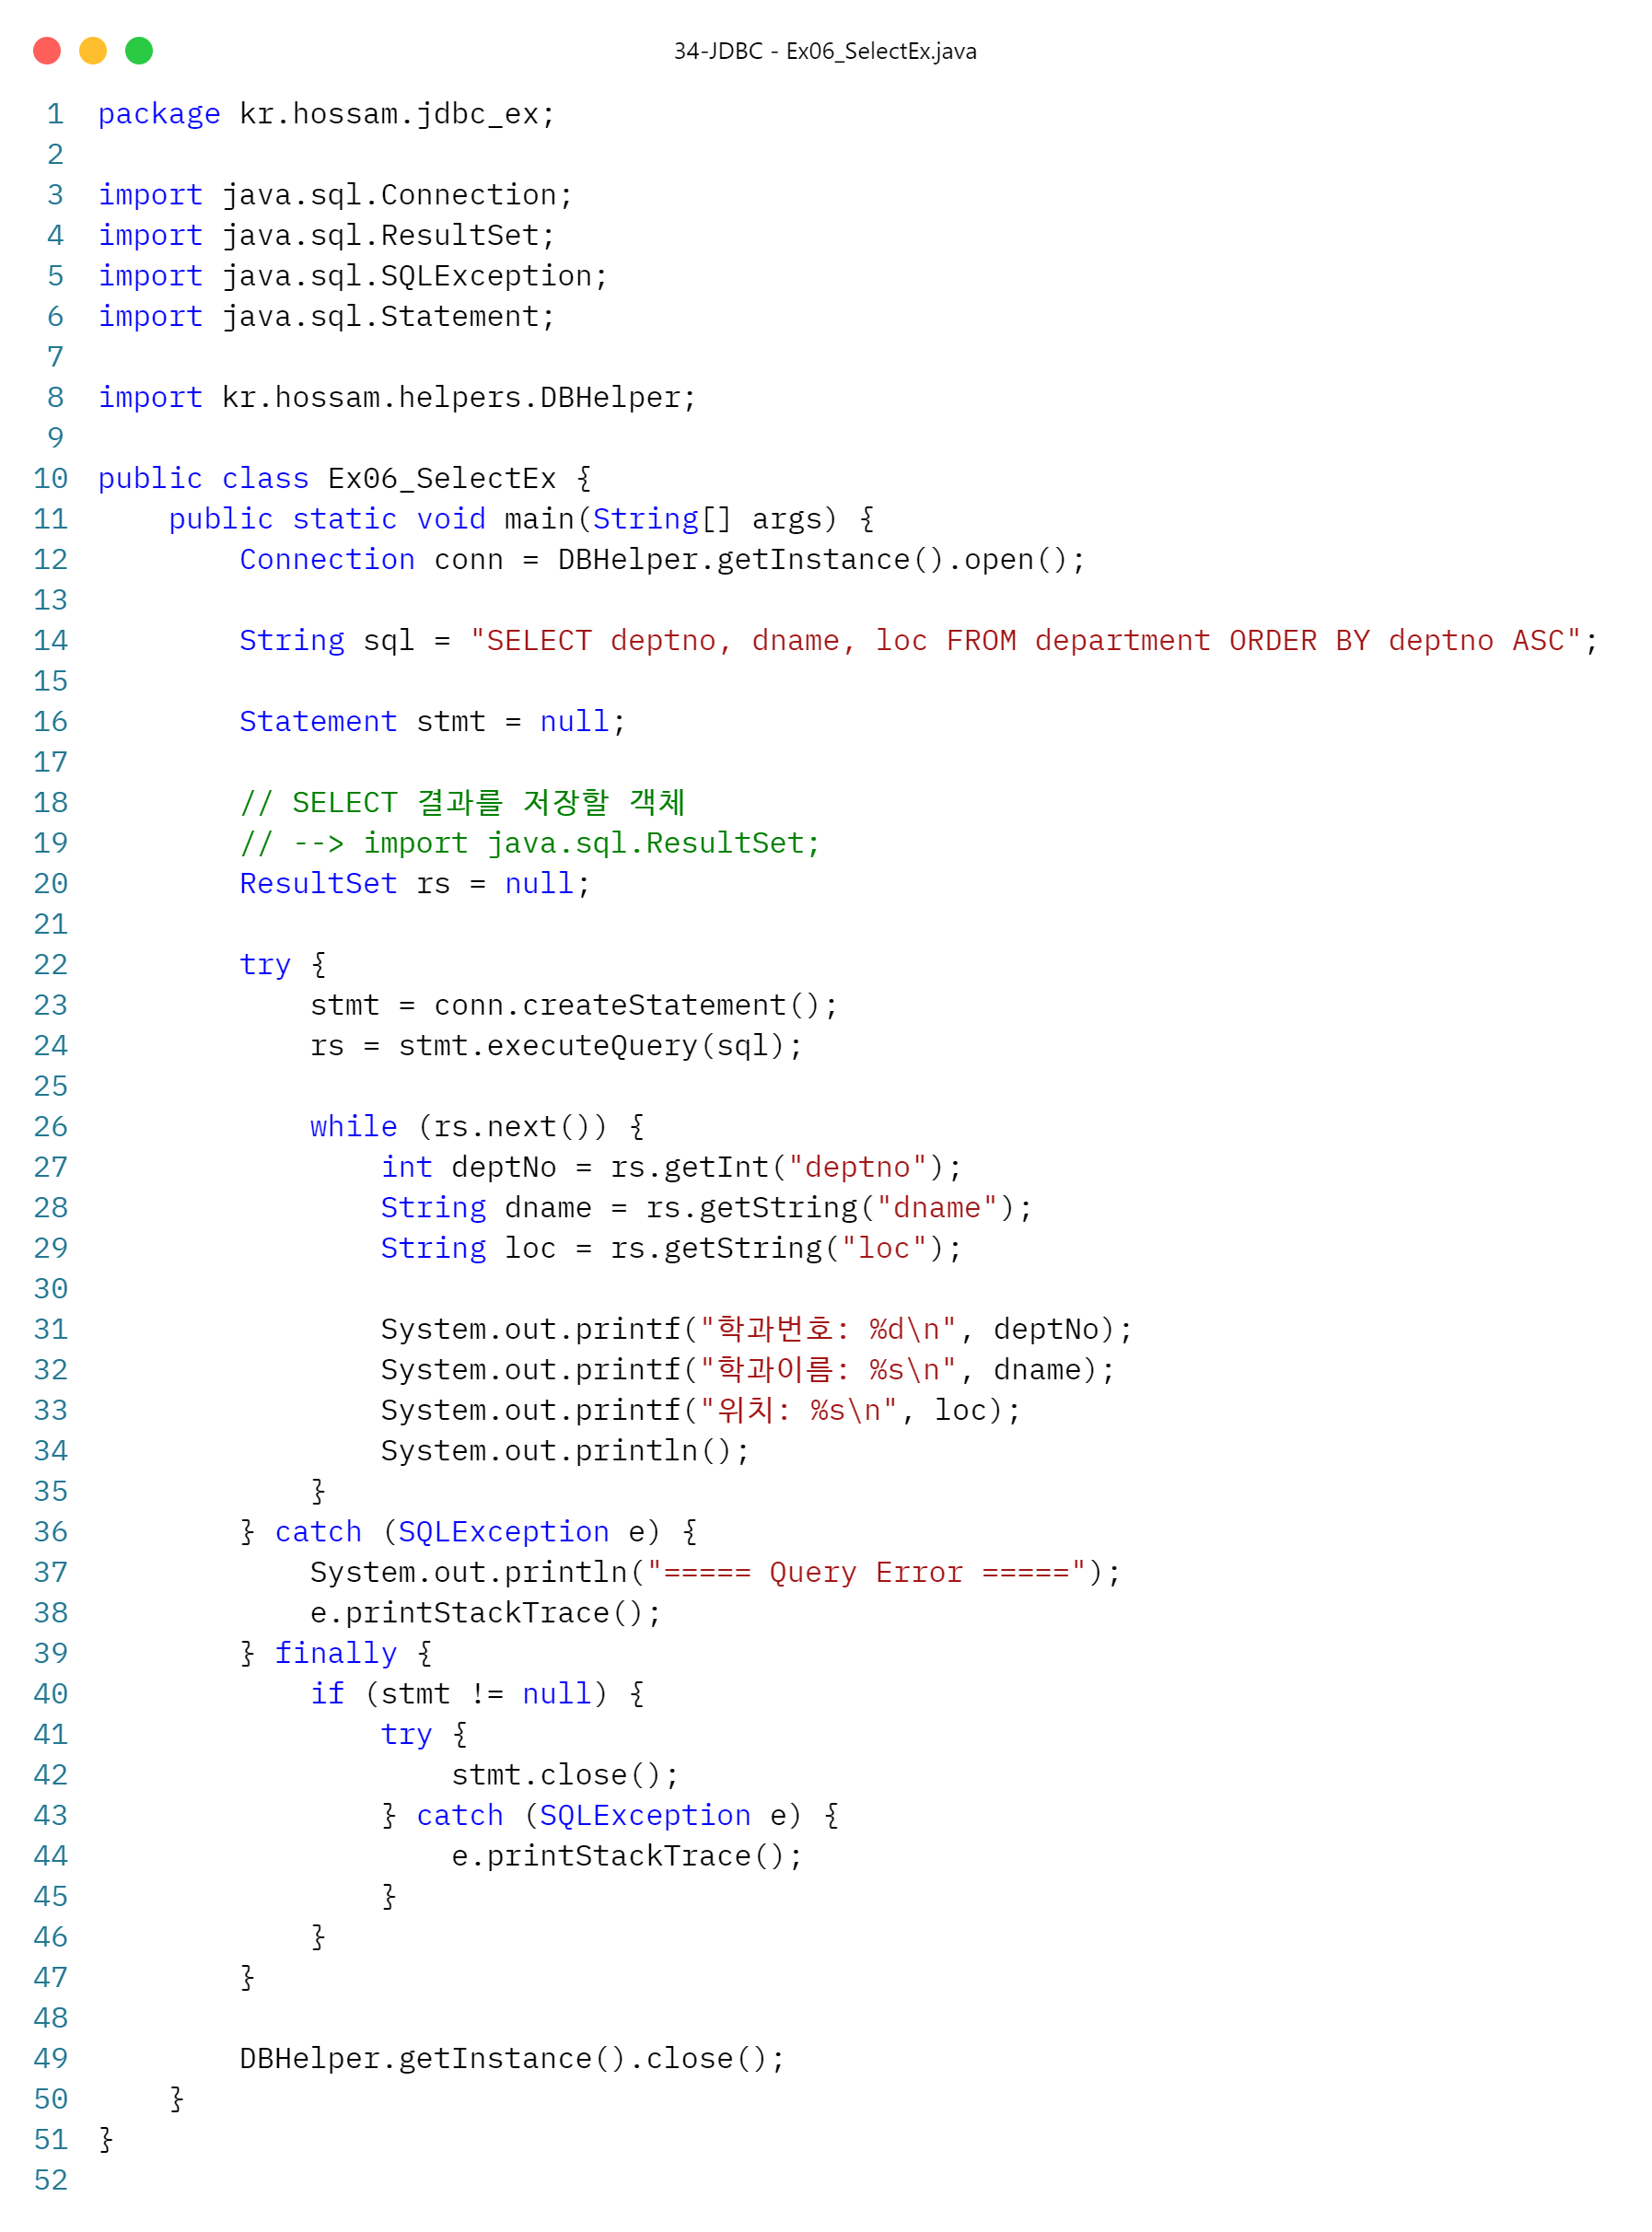 34-JDBC - Ex06_SelectEx.java
1 package kr.hossam.jdbc_ex;
2
3 import java.sql.Connection;
4 import java.sql.ResultSet;
5 import java.sql.SQLException;
6 import java.sql.Statement;
7
8 import kr.hossam.helpers.DBHelper;
9
10 public class Ex06_SelectEx {
11     public static void main(String[] args) {
12         Connection conn = DBHelper.getInstance().open();
13
14         String sql = "SELECT deptno, dname, loc FROM department ORDER BY deptno ASC";
15
16         Statement stmt = null;
17
18         // SELECT 결과를 저장할 객체
19         // --> import java.sql.ResultSet;
20         ResultSet rs = null;
21
22         try {
23             stmt = conn.createStatement();
24             rs = stmt.executeQuery(sql);
25
26             while (rs.next()) {
27                 int deptNo = rs.getInt("deptno");
28                 String dname = rs.getString("dname");
29                 String loc = rs.getString("loc");
30
31                 System.out.printf("학과번호: %d\n", deptNo);
32                 System.out.printf("학과이름: %s\n", dname);
33                 System.out.printf("위치: %s\n", loc);
34                 System.out.println();
35             }
36         } catch (SQLException e) {
37             System.out.println("===== Query Error =====");
38             e.printStackTrace();
39         } finally {
40             if (stmt != null) {
41                 try {
42                     stmt.close();
43                 } catch (SQLException e) {
44                     e.printStackTrace();
45                 }
46             }
47         }
48
49         DBHelper.getInstance().close();
50     }
51 }
52